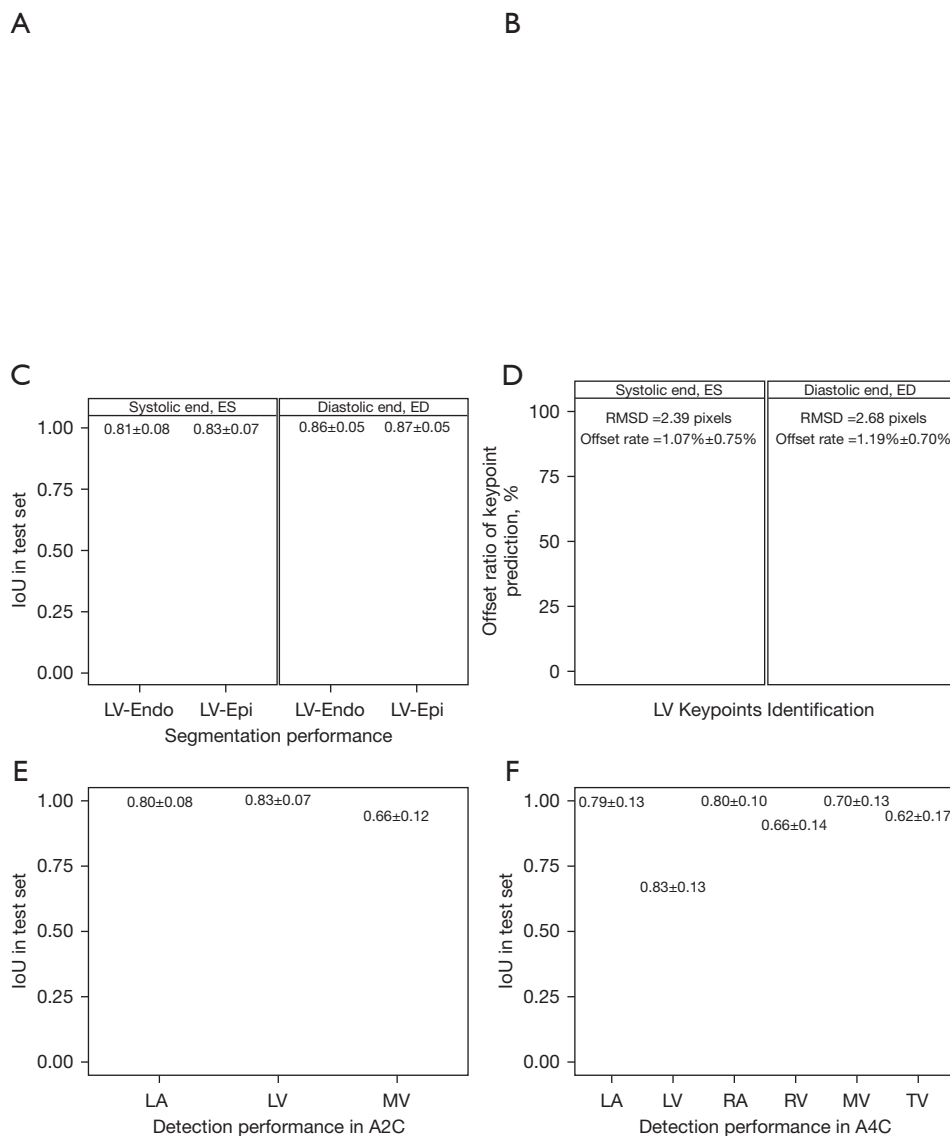 A
B
C
Systolic end, ES
Diastolic end, ED
0.81±0.08
0.83±0.07
0.86±0.05
0.87±0.05
1.00
0.75
0.50
0.25
0.00
IoU in test set
LV-Endo
LV-Epi
LV-Endo
LV-Epi
Segmentation performance
D
Systolic end, ES
Diastolic end, ED
RMSD =2.39 pixels
Offset rate =1.07%±0.75%
RMSD =2.68 pixels
Offset rate =1.19%±0.70%
100
75
50
25
0
Offset ratio of keypoint
prediction, %
LV Keypoints Identification
E
1.00
0.75
0.50
0.25
0.00
IoU in test set
0.80±0.08
0.83±0.07
0.66±0.12
LA
LV
MV
Detection performance in A2C
F
1.00
0.75
0.50
0.25
0.00
IoU in test set
0.79±0.13
0.83±0.13
0.80±0.10
0.66±0.14
0.70±0.13
0.62±0.17
LA
LV
RA
RV
MV
TV
Detection performance in A4C